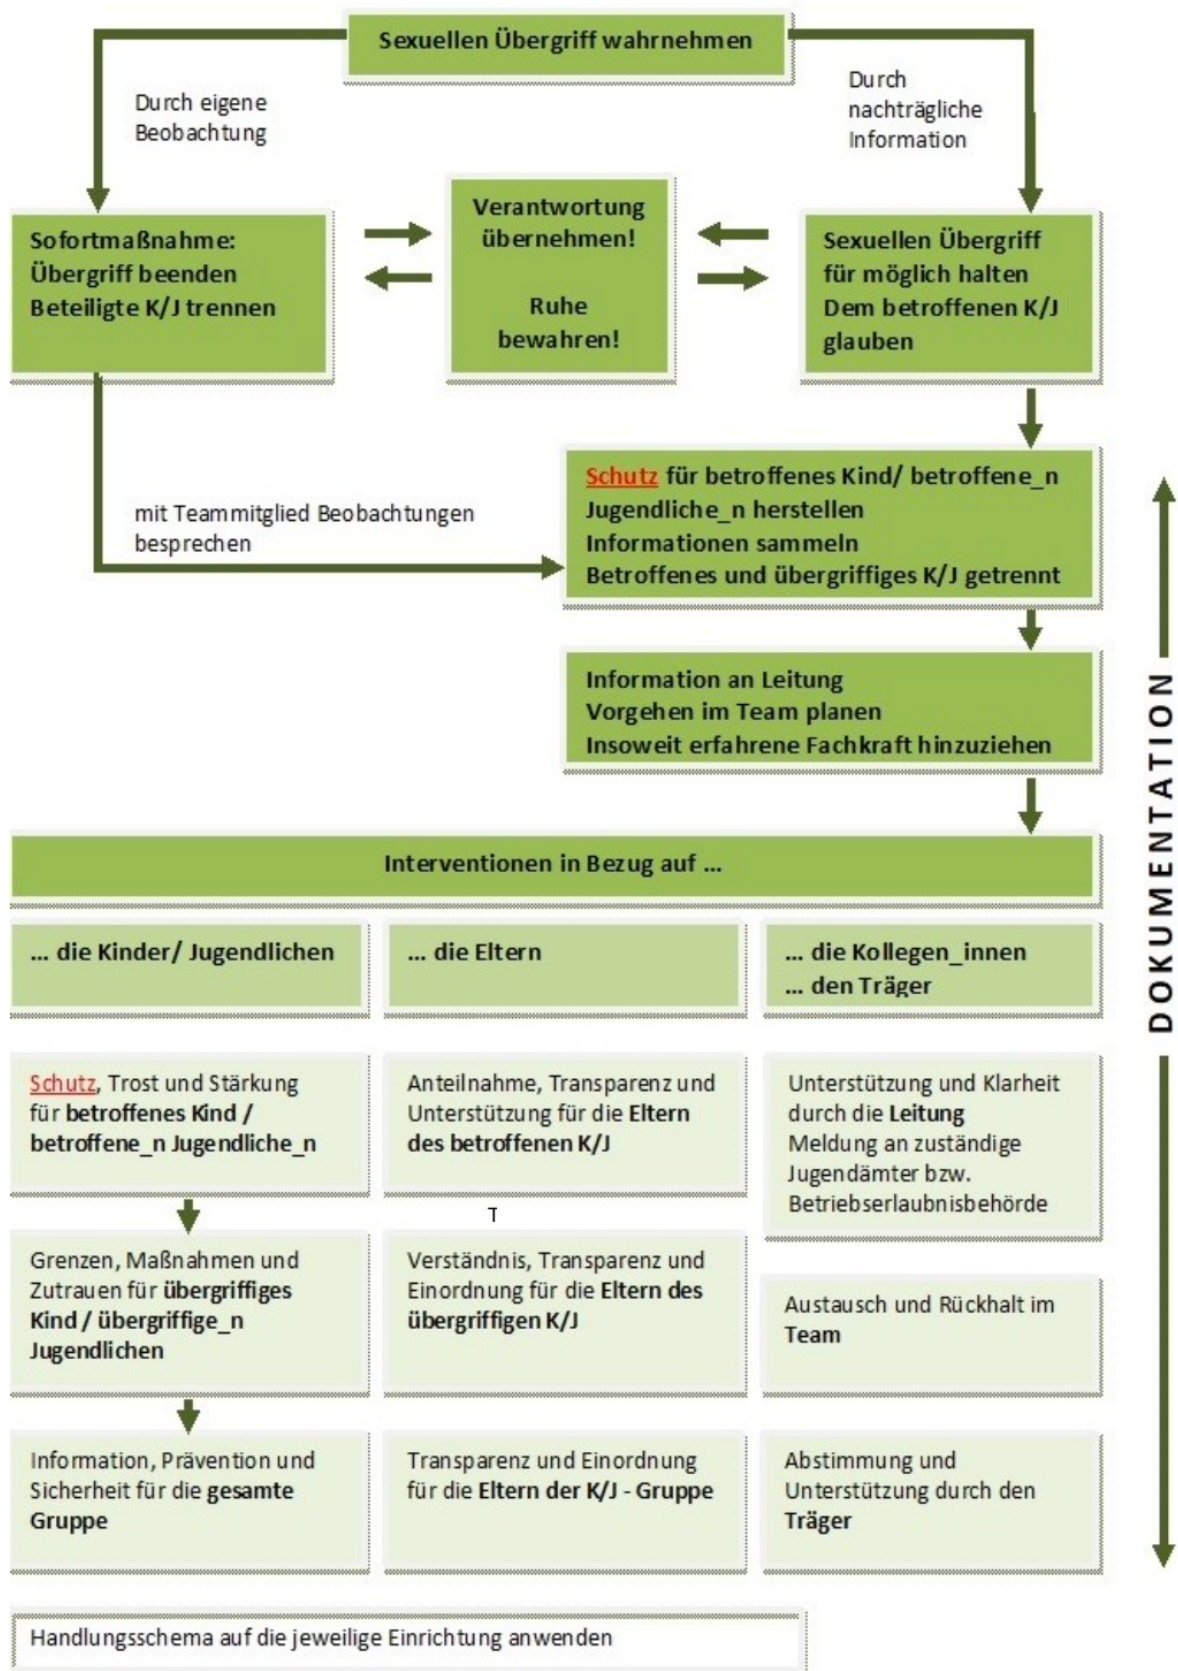 Sexuellen Übergriff wahrnehmen
Durch eigene
Beobachtung
Durch
nachträgliche
Information
Sofortmaßnahme:
Übergriff beenden
Beteiligte K/J trennen
Verantwortung
übernehmen!
Ruhe
bewahren!
Sexuellen Übergriff
für möglich halten
Dem betroffenen K/J
glauben
mit Teammitglied Beobachtungen
besprechen
Schutz für betroffenes Kind/ betroffene_n
Jugendliche_n herstellen
Informationen sammeln
Betroffenes und übergriffiges K/J getrennt
Information an Leitung
Vorgehen im Team planen
Insoweit erfahrene Fachkraft hinzuziehen
DOKUMENTATION
Interventionen in Bezug auf ...
... die Kinder/ Jugendlichen
... die Eltern
... die Kollegen_innen
... den Träger
Schutz, Trost und Stärkung
für betroffenes Kind /
betroffene_n Jugendliche_n
Anteilnahme, Transparenz und
Unterstützung für die Eltern
des betroffenen K/J
Unterstützung und Klarheit
durch die Leitung
Meldung an zuständige
Jugendämter bzw.
Betriebserlaubnisbehörde
T
Grenzen, Maßnahmen und
Zutrauen für übergriffiges
Kind / übergriffige_n
Jugendlichen
Verständnis, Transparenz und
Einordnung für die Eltern des
übergriffigen K/J
Austausch und Rückhalt im
Team
Information, Prävention und
Sicherheit für die gesamte
Gruppe
Transparenz und Einordnung
für die Eltern der K/J - Gruppe
Abstimmung und
Unterstützung durch den
Träger
Handlungsschema auf die jeweilige Einrichtung anwenden